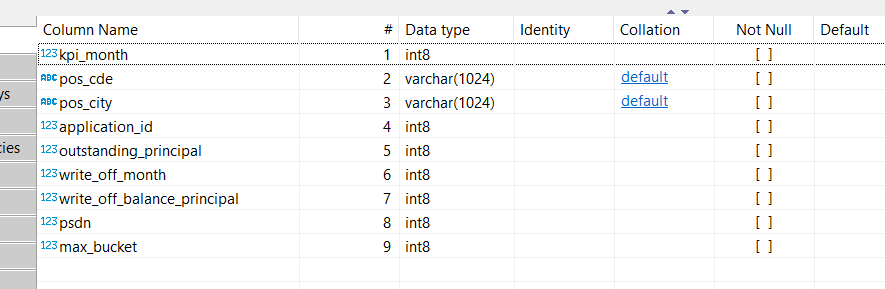 Column Name # Data type Identity Collation Not Null Default
123 kpi_month 1 int8 [ ]
ABC pos_cde 2 varchar(1024) default [ ]
ys
ABC pos_city 3 varchar(1024) default [ ]
123 application_id 4 int8 [ ]
cies
123 outstanding_principal 5 int8 [ ]
123 write_off_month 6 int8 [ ]
123 write_off_balance_principal 7 int8 [ ]
123 psdn 8 int8 [ ]
123 max_bucket 9 int8 [ ]